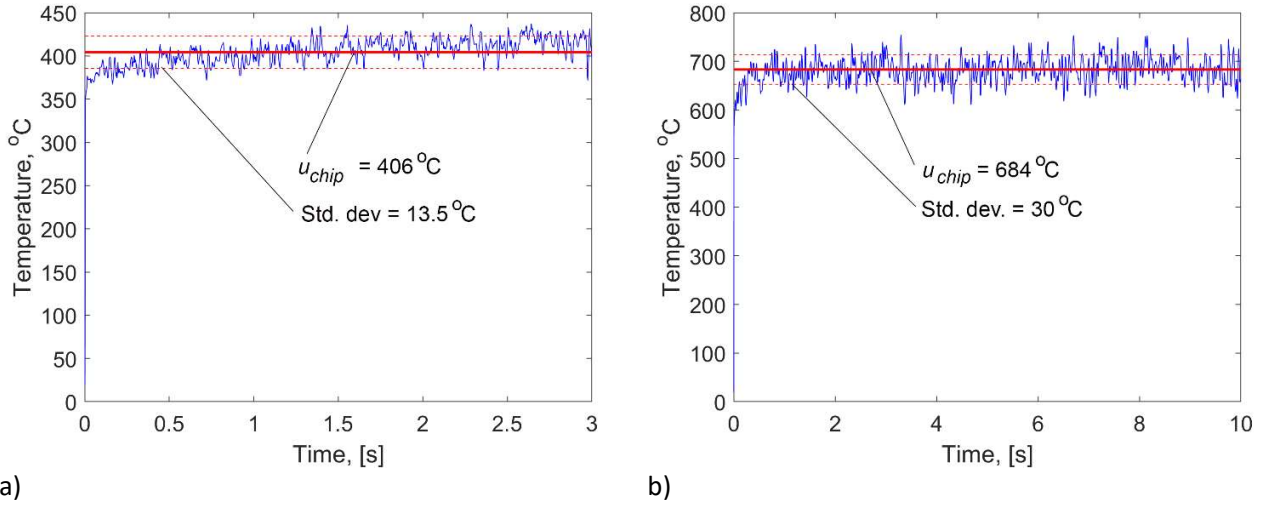 450
400
350
300
250
200
150
100
50
0
Temperature, °C
u_chip = 406 °C
Std. dev = 13.5 °C
0 0.5 1 1.5 2 2.5 3
Time, [s]
a)
800
700
600
500
400
300
200
100
0
Temperature, °C
u_chip = 684 °C
Std. dev. = 30 °C
0 2 4 6 8 10
Time, [s]
b)